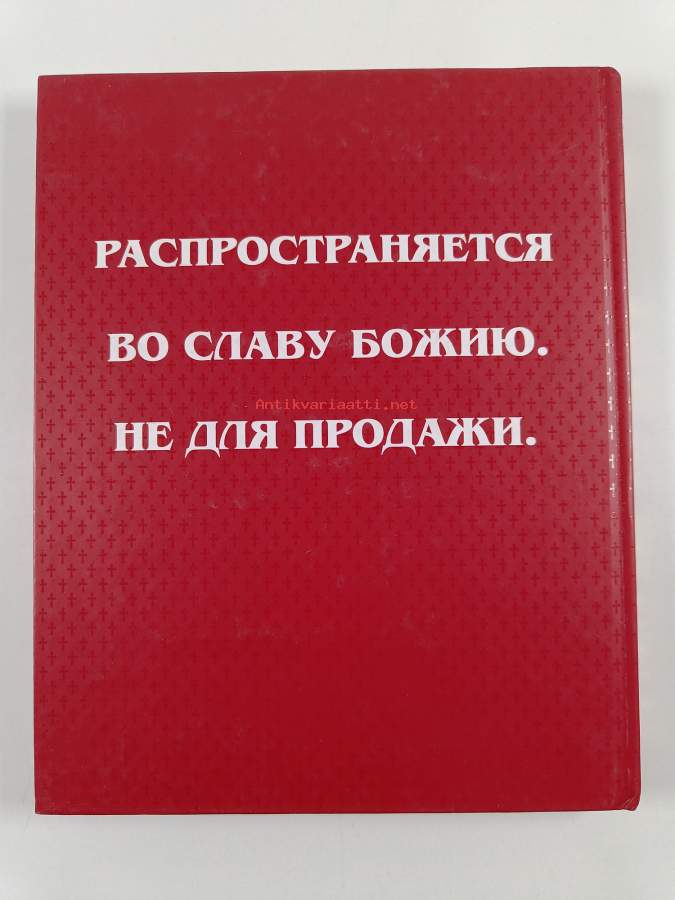 РАСПРОСТРАНЯЕТСЯ
ВО СЛАВУ БОЖИЮ.
Antikvariaatti.net
НЕ ДЛЯ ПРОДАЖИ.